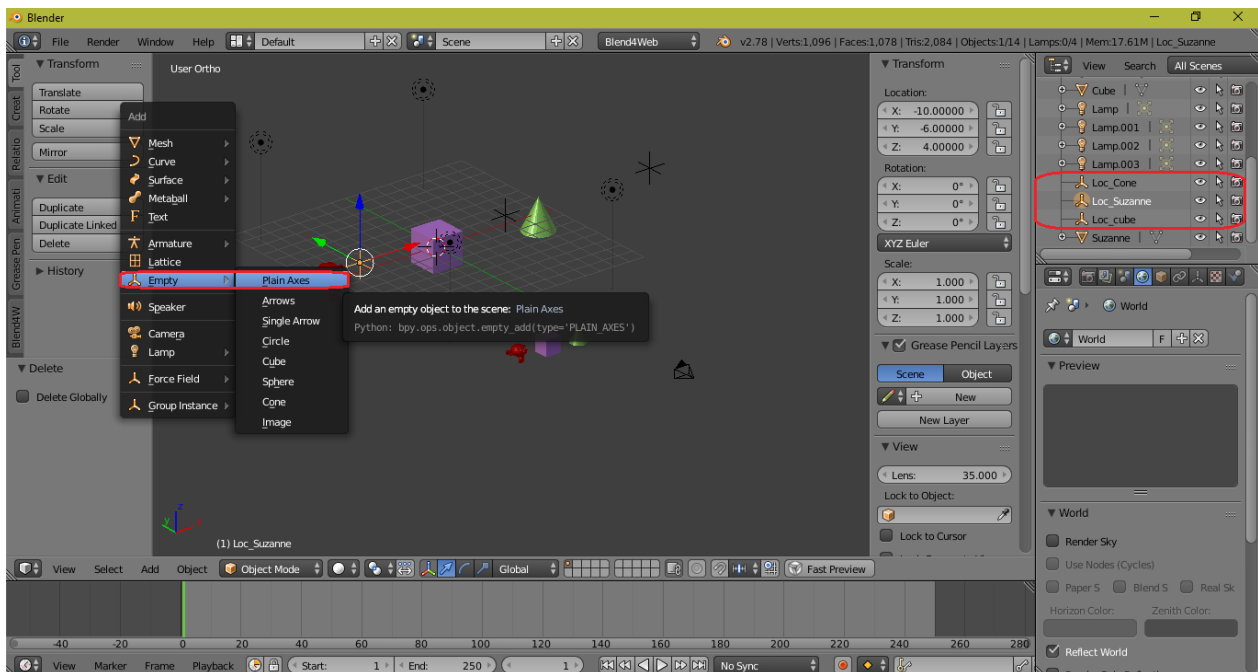 Blender
File Render Window Help Default Scene Blend4Web v2.78 | Verts:1,096 | Faces:1,078 | Tris:2,084 | Objects:1/14 | Lamps:0/4 | Mem:17.61M | Loc_Suzanne
Tool
Creat
Relatio
Animati
Grease Pen
Blend4W
Transform
Translate
Rotate
Scale
Mirror
Edit
Duplicate
Duplicate Linked
Delete
History
Delete
Delete Globally
User Ortho
Add
Mesh
Curve
Surface
Metaball
Text
Armature
Lattice
Empty
Speaker
Camera
Lamp
Force Field
Group Instance
Plain Axes
Arrows
Single Arrow
Circle
Cube
Sphere
Cone
Image
Add an empty object to the scene: Plain Axes
Python: bpy.ops.object.empty_add(type='PLAIN_AXES')
z
y
(1) Loc_Suzanne
Transform
Location:
X: -10.00000
Y: -6.00000
Z: 4.00000
Rotation:
X: 0°
Y: 0°
Z: 0°
XYZ Euler
Scale:
X: 1.000
Y: 1.000
Z: 1.000
Grease Pencil Layers
Scene Object
New
New Layer
View
Lens: 35.000
Lock to Object:
Lock to Cursor
View Search All Scenes
Cube
Lamp
Lamp.001
Lamp.002
Lamp.003
Loc_Cone
Loc_Suzanne
Loc_cube
Suzanne
World
World F
Preview
World
Render Sky
Use Nodes (Cycles)
Paper S Blend S Real Sk
Horizon Color: Zenith Color:
Reflect World
View Select Add Object Object Mode Global Fast Preview
-40 -20 0 20 40 60 80 100 120 140 160 180 200 220 240 260 280
View Marker Frame Playback Start: 1 End: 250 1 No Sync